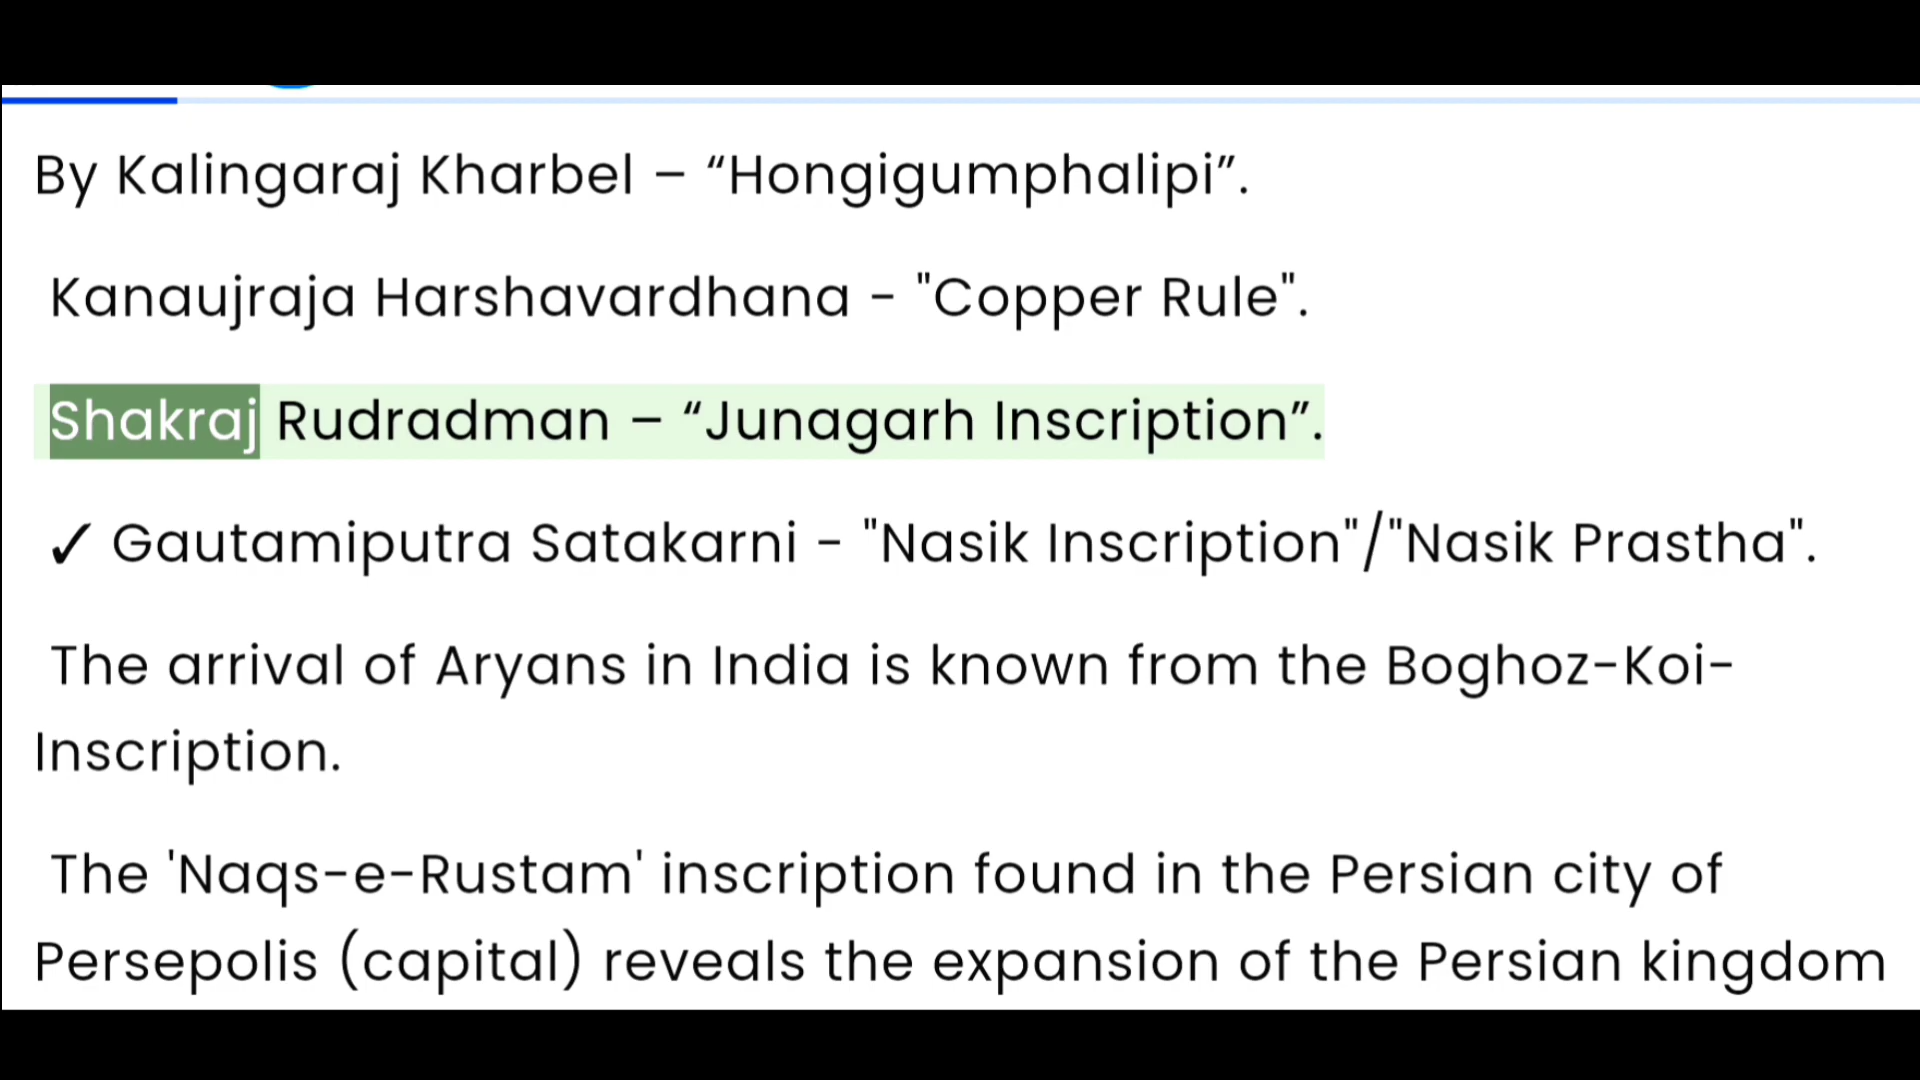 By Kalingaraj Kharbel – “Hongigumphalipi”.
Kanaujraja Harshavardhana - "Copper Rule".
Shakraj Rudradman – “Junagarh Inscription”.
✓ Gautamiputra Satakarni - "Nasik Inscription"/"Nasik Prastha".
The arrival of Aryans in India is known from the Boghoz-Koi-
Inscription.
The 'Naqs-e-Rustam' inscription found in the Persian city of
Persepolis (capital) reveals the expansion of the Persian kingdom